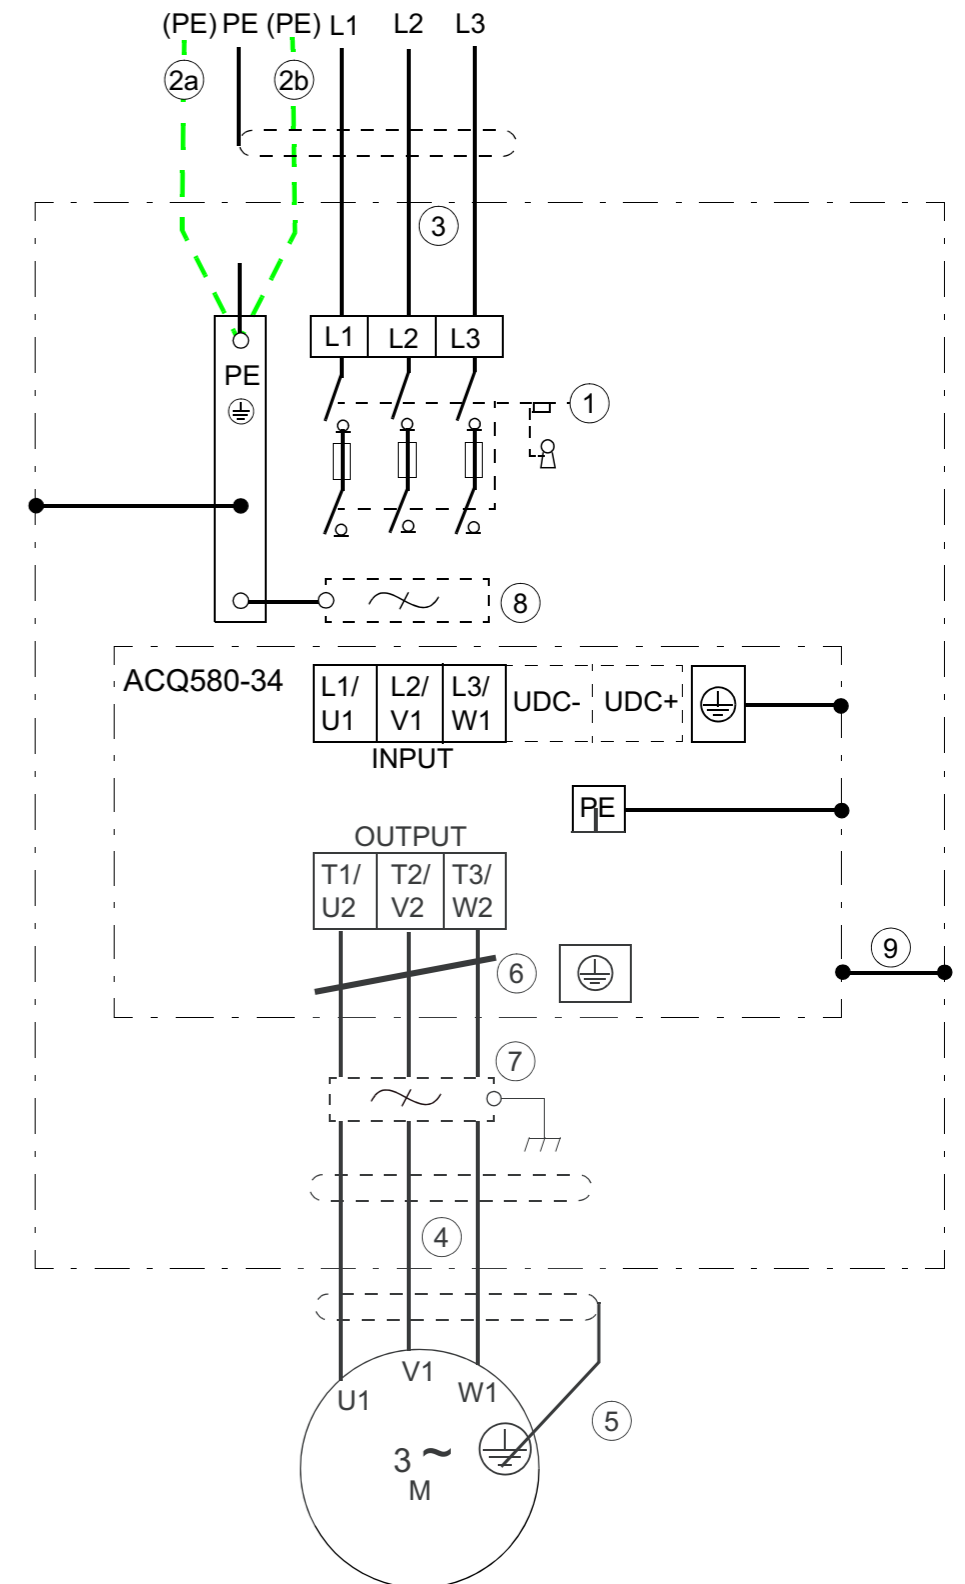 (PE) PE (PE) L1 L2 L3
2a 2b
3
L1 L2 L3
PE
1
8
ACQ580-34
L1/ L2/ L3/
U1 V1 W1
UDC- UDC+
INPUT
PE
OUTPUT
T1/ T2/ T3/
U2 V2 W2
9
6
7
4
V1
U1 W1
5
3 ~
M